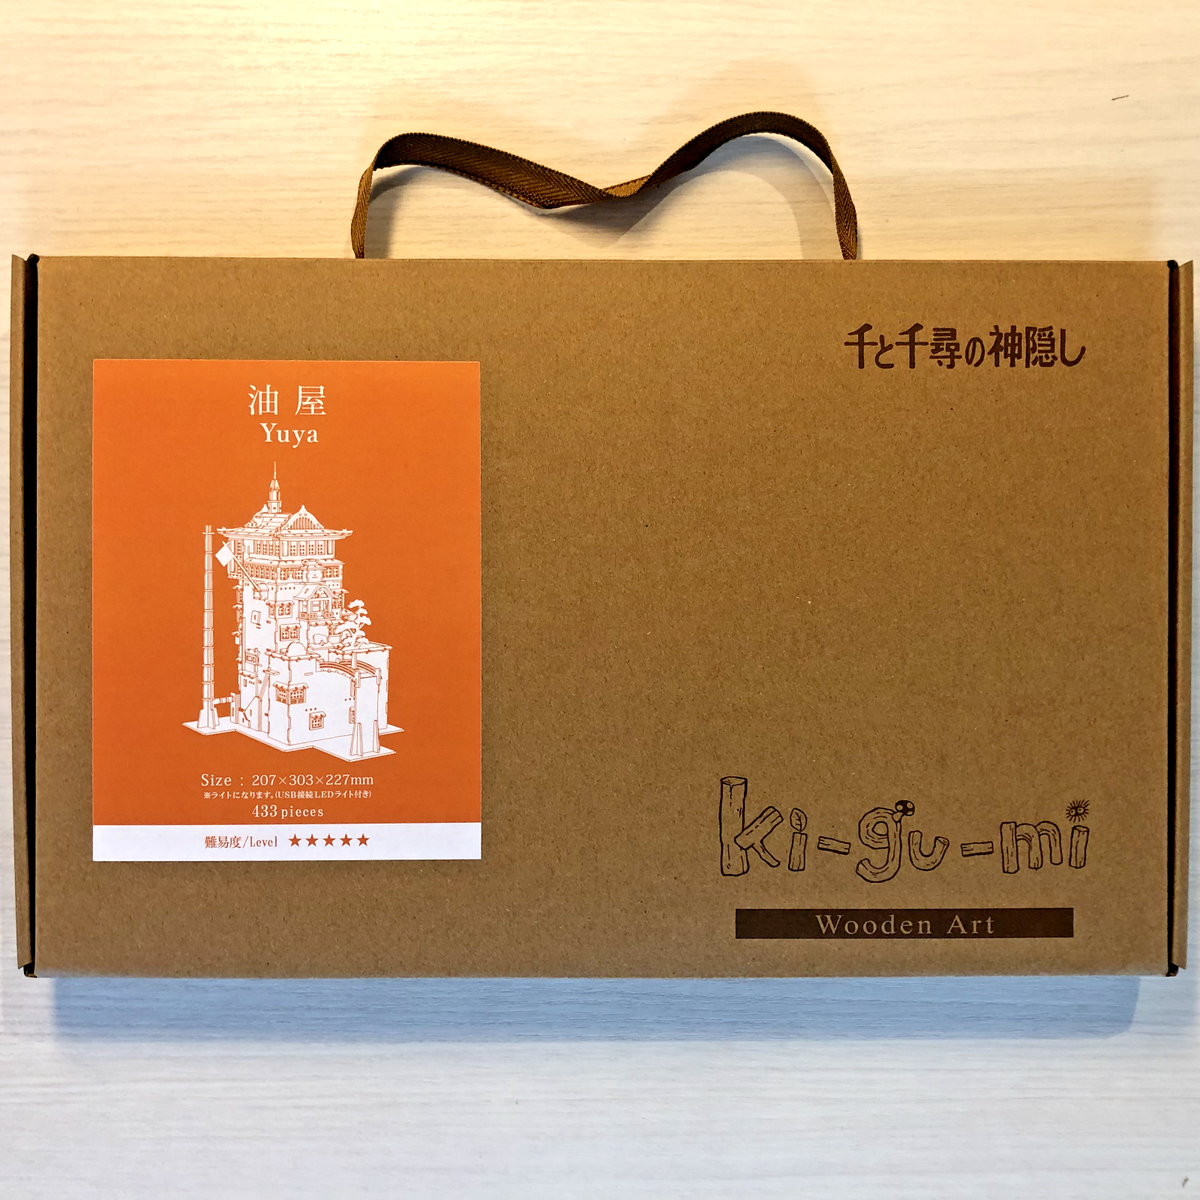 千と千尋の神隠し
油屋
Yuya
Size : 207×303×227mm
※ライトになります。(USB接続LEDライト付き)
433 pieces
難易度/Level ★★★★★
ki-gu-mi
Wooden Art